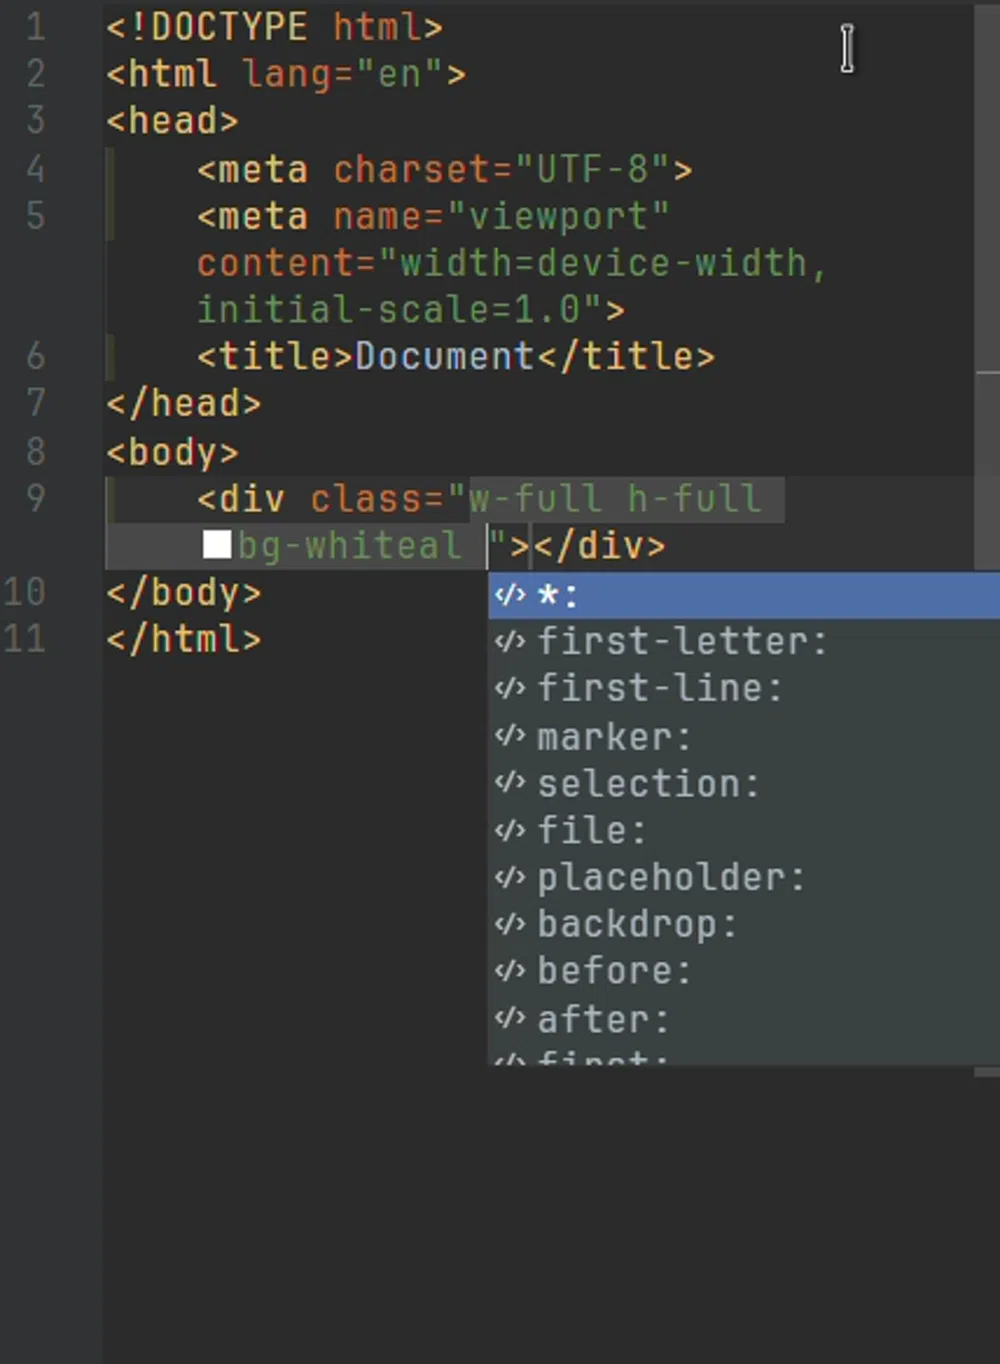 1 <!DOCTYPE html>
2 <html lang="en">
3 <head>
4 <meta charset="UTF-8">
5 <meta name="viewport"
content="width=device-width,
initial-scale=1.0">
6 <title>Document</title>
7 </head>
8 <body>
9 <div class="w-full h-full
bg-whiteal "></div>
10 </body>
11 </html>
</> *:
</> first-letter:
</> first-line:
</> marker:
</> selection:
</> file:
</> placeholder:
</> backdrop:
</> before:
</> after:
</> first: